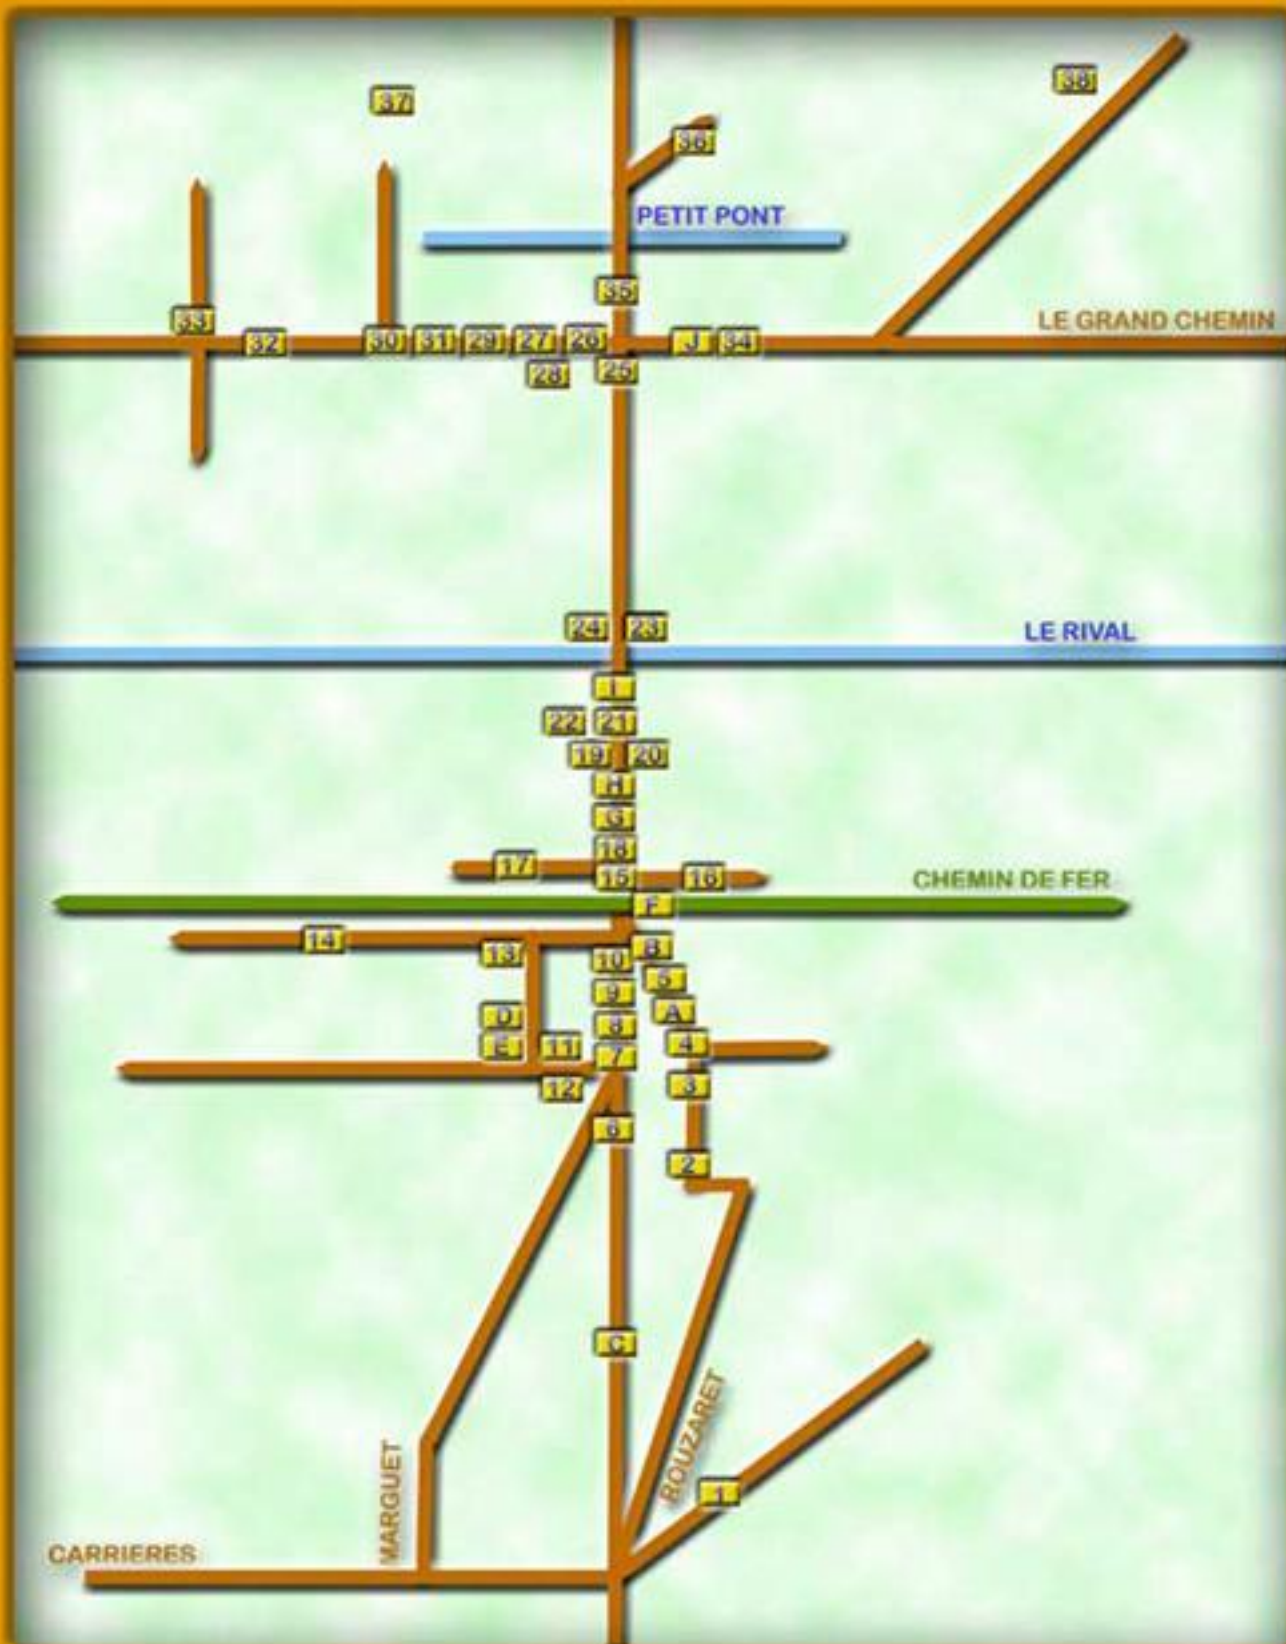 37
38
36
PETIT PONT
35
33
LE GRAND CHEMIN
32 30 31 29 27 26 J 34
28 25
24 23
LE RIVAL
I
22 21
19 20
H
G
18
17 15 16
CHEMIN DE FER
F
14 13 10 B
9 5
D 8 A
E 11 7 4
12 3
6
2
C
ROUZARET
1
MARGUET
CARRIERES